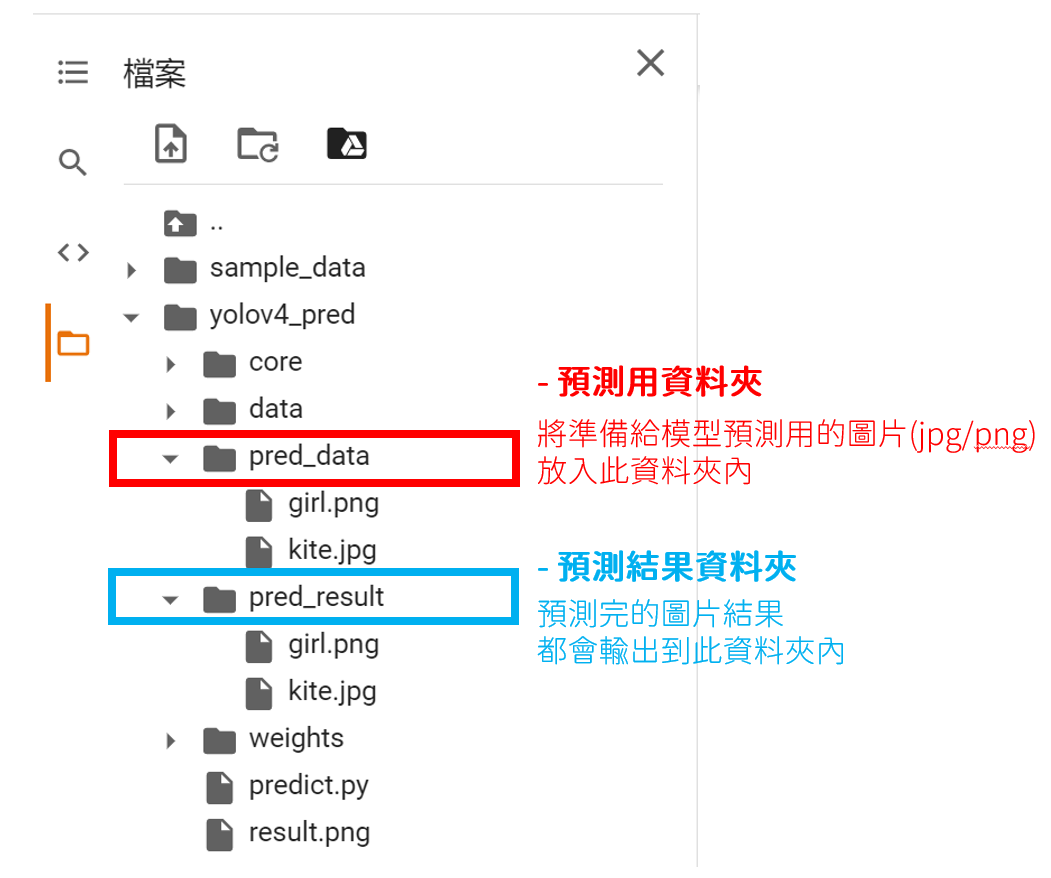 檔案
..
sample_data
yolov4_pred
core
data
pred_data
girl.png
kite.jpg
pred_result
girl.png
kite.jpg
weights
predict.py
result.png
- 預測用資料夾
將準備給模型預測用的圖片(jpg/png)
放入此資料夾內
- 預測結果資料夾
預測完的圖片結果
都會輸出到此資料夾內